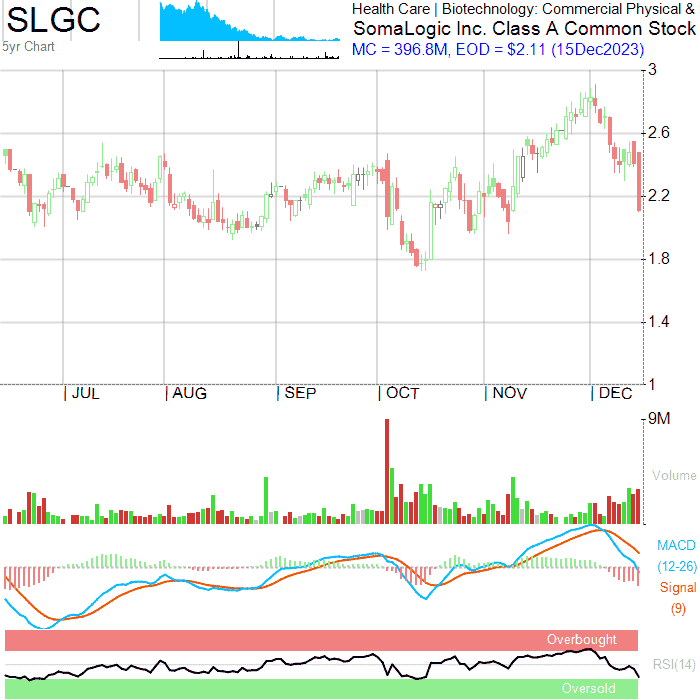 SLGC
5yr Chart
Health Care | Biotechnology: Commercial Physical &
SomaLogic Inc. Class A Common Stock
MC = 396.8M, EOD = $2.11 (15Dec2023)
3
2.6
2.2
1.8
1.4
1
| JUL | AUG | SEP | OCT | NOV | DEC
9M
Volume
MACD
(12-26)
Signal
(9)
Overbought
RSI(14)
Oversold